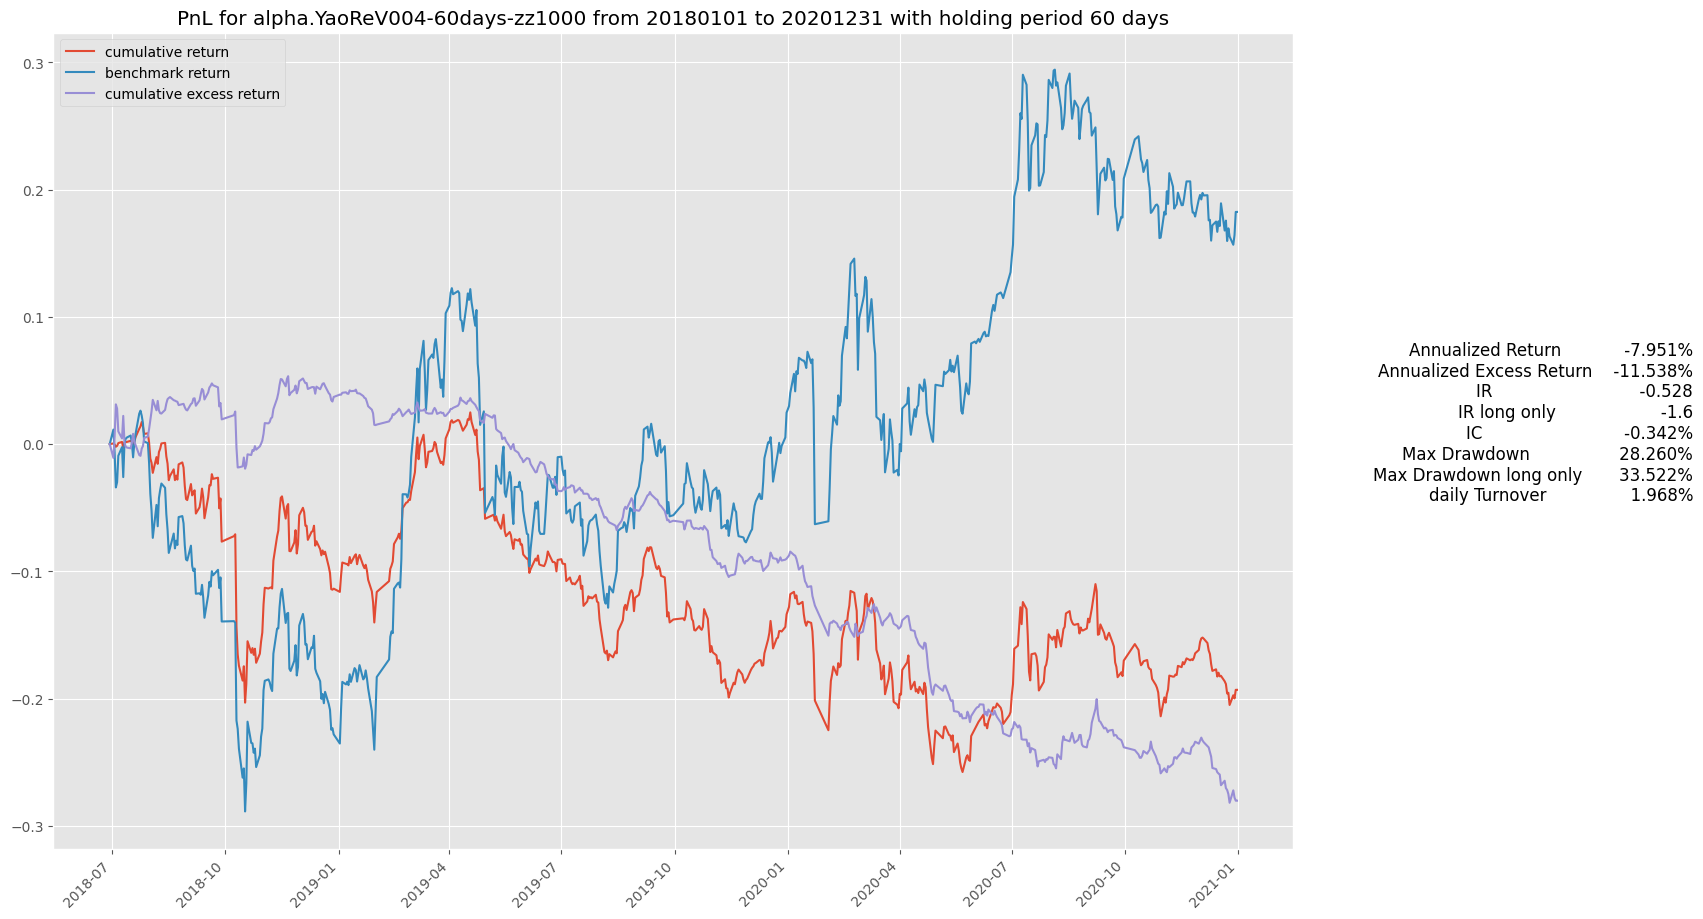 PnL for alpha.YaoReV004-60days-zz1000 from 20180101 to 20201231 with holding period 60 days
cumulative return
benchmark return
cumulative excess return
0.3
0.2
0.1
0.0
−0.1
−0.2
−0.3
2018-07
2018-10
2019-01
2019-04
2019-07
2019-10
2020-01
2020-04
2020-07
2020-10
2021-01
Annualized Return -7.951%
Annualized Excess Return -11.538%
IR -0.528
IR long only -1.6
IC -0.342%
Max Drawdown 28.260%
Max Drawdown long only 33.522%
daily Turnover 1.968%